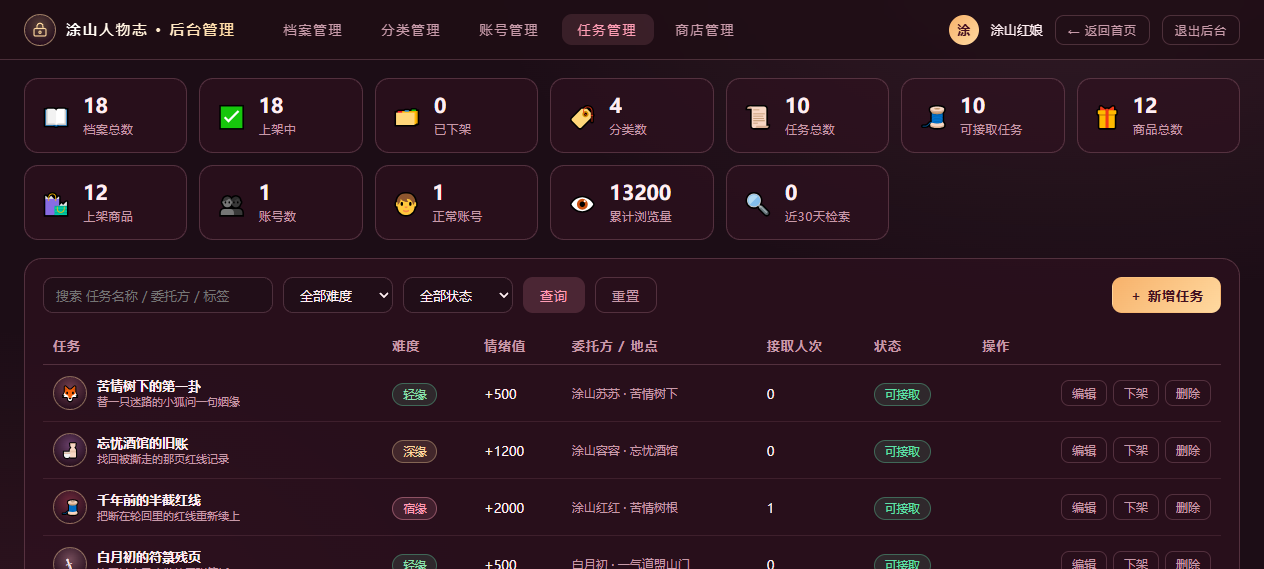 涂山人物志 • 后台管理
档案管理
分类管理
账号管理
任务管理
商店管理
涂
涂山红娘
← 返回首页
退出后台
18
档案总数
18
上架中
0
已下架
4
分类数
10
任务总数
10
可接取任务
12
商品总数
12
上架商品
1
账号数
1
正常账号
13200
累计浏览量
0
近30天检索
搜索 任务名称 / 委托方 / 标签
全部难度
全部状态
查询
重置
+ 新增任务
任务 难度 情绪值 委托方 / 地点 接取人次 状态 操作
苦情树下的第一卦
替一只迷路的小狐问一句姻缘
轻缘 +500 涂山苏苏 · 苦情树下 0 可接取 编辑 下架 删除
忘忧酒馆的旧账
找回被撕走的那页红线记录
深缘 +1200 涂山容容 · 忘忧酒馆 0 可接取 编辑 下架 删除
千年前的半截红线
把断在轮回里的红线重新续上
宿缘 +2000 涂山红红 · 苦情树根 1 可接取 编辑 下架 删除
白月初的符箓残页
轻缘 +500 白月初 · 一气道盟山门 0 可接取 编辑 下架 删除